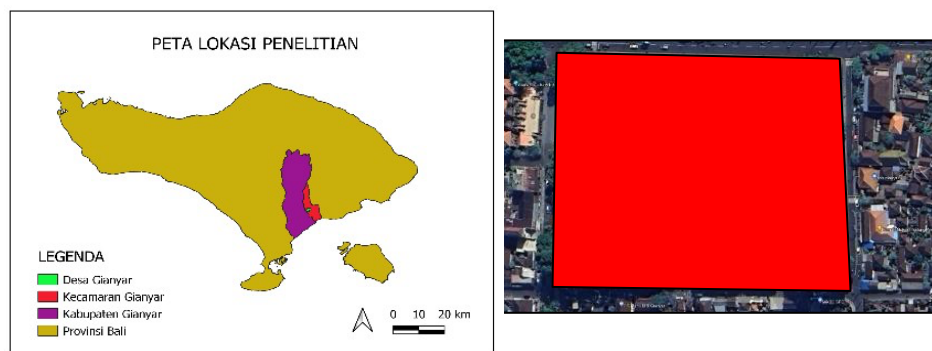 PETA LOKASI PENELITIAN
LEGENDA
Desa Gianyar
Kecamaran Gianyar
Kabupaten Gianyar
Provinsi Bali
0 10 20 km